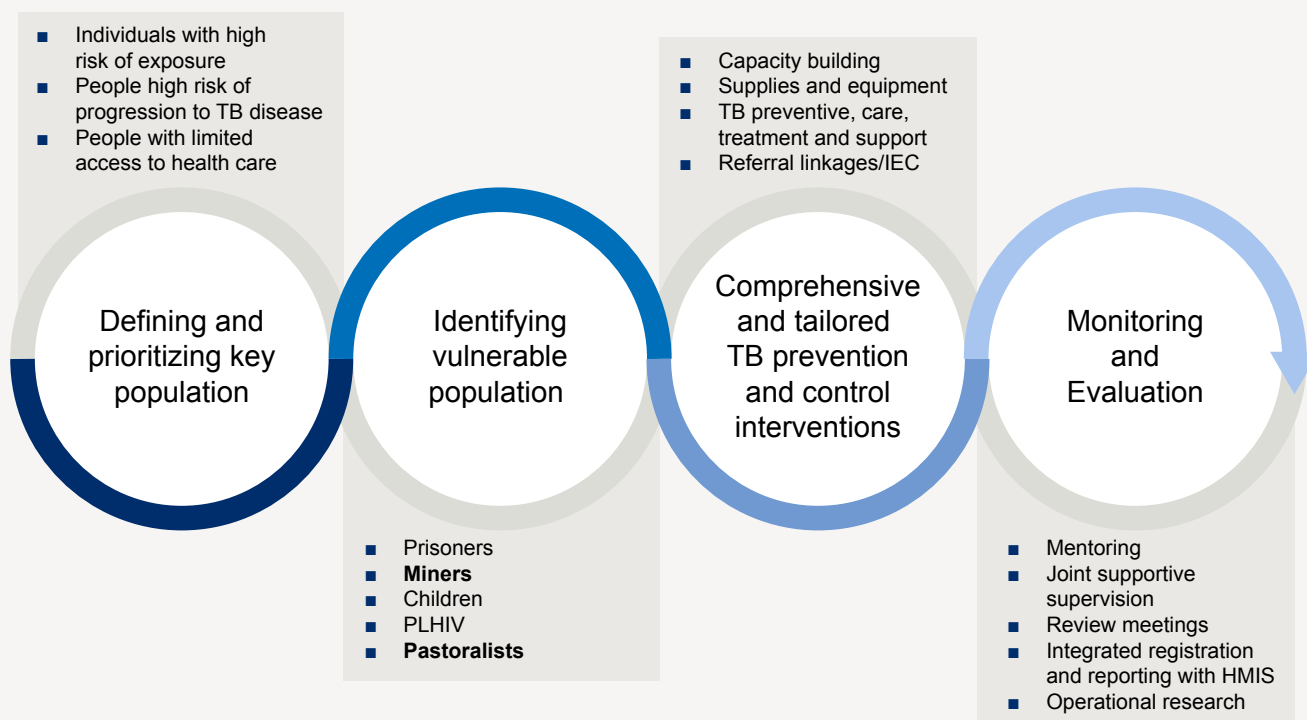 ■ Individuals with high
risk of exposure
■ People high risk of
progression to TB disease
■ People with limited
access to health care
Defining and
prioritizing key
population
Identifying
vulnerable
population
■ Prisoners
■ Miners
■ Children
■ PLHIV
■ Pastoralists
■ Capacity building
■ Supplies and equipment
■ TB preventive, care,
treatment and support
■ Referral linkages/IEC
Comprehensive
and tailored
TB prevention
and control
interventions
Monitoring
and
Evaluation
■ Mentoring
■ Joint supportive
supervision
■ Review meetings
■ Integrated registration
and reporting with HMIS
■ Operational research